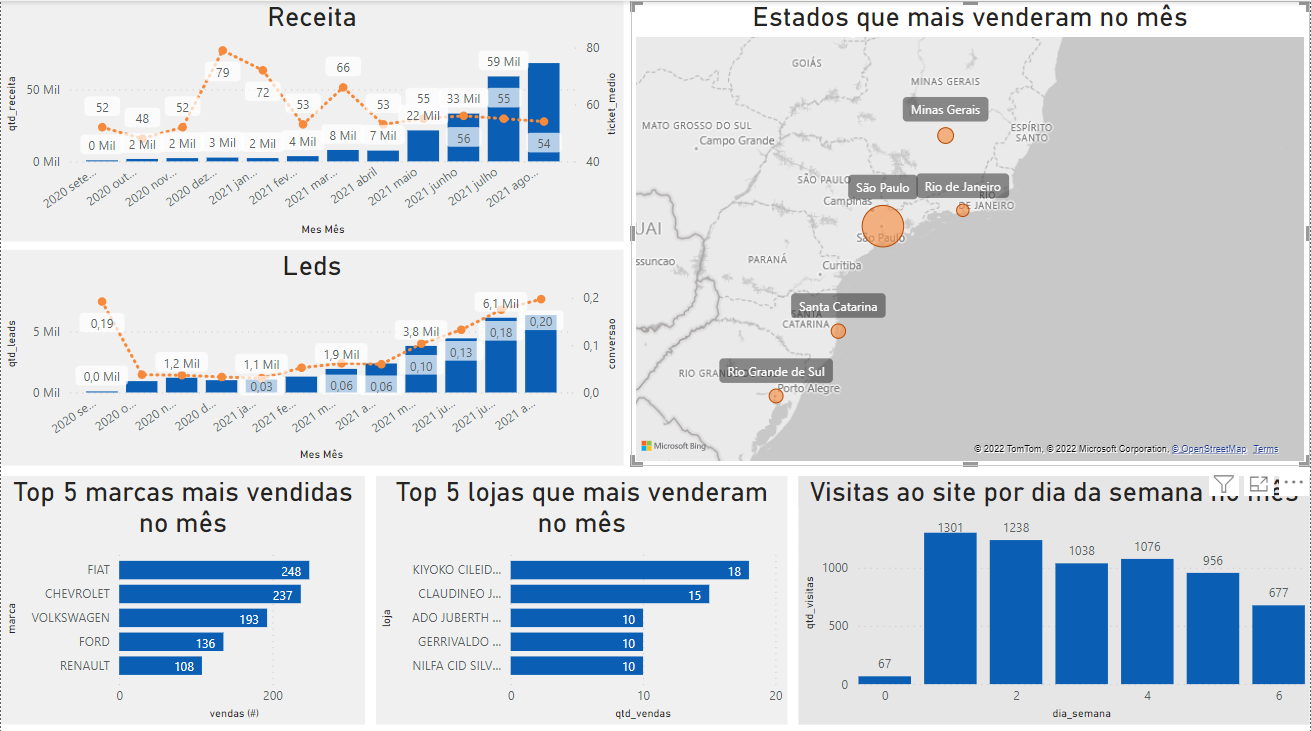 Receita
qtd_receita
50 Mil
0 Mil
52
48
52
79
72
53
66
53
55
33 Mil
59 Mil
55
22 Mil
0 Mil
2 Mil
2 Mil
3 Mil
2 Mil
4 Mil
8 Mil
7 Mil
56
54
80
60
40
ticket_medio
2020 sete...
2020 out...
2020 nov...
2020 dez...
2021 jan...
2021 fev...
2021 mar...
2021 abril
2021 maio
2021 junho
2021 julho
2021 ago...
Mes Mês
Estados que mais venderam no mês
GOIÁS
MINAS GERAIS
Minas Gerais
MATO GROSSO DO SUL
Campo Grande
ESPÍRITO
SANTO
SÃO PAULO
São Paulo
Rio de Janeiro
Campinas
RIO
DE JANEIRO
São Paulo
UAI
ssuncao
PARANÁ
Curitiba
Santa Catarina
SANTA
CATARINA
RIO GRAN
Rio Grande de Sul
Porto Alegre
Microsoft Bing
© 2022 TomTom, © 2022 Microsoft Corporation, © OpenStreetMap Terms
Leds
qtd_leads
5 Mil
0 Mil
0,19
0,0 Mil
1,2 Mil
1,1 Mil
0,03
1,9 Mil
0,06
0,06
3,8 Mil
0,10
0,13
6,1 Mil
0,18
0,20
0,2
0,1
0,0
conversao
2020 se...
2020 o...
2020 n...
2020 d...
2021 ja...
2021 fe...
2021 m...
2021 a...
2021 m...
2021 ju...
2021 ju...
2021 a...
Mes Mês
Top 5 marcas mais vendidas
no mês
marca
FIAT 248
CHEVROLET 237
VOLKSWAGEN 193
FORD 136
RENAULT 108
0 200
vendas (#)
Top 5 lojas que mais venderam
no mês
loja
KIYOKO CILEID... 18
CLAUDINEO J... 15
ADO JUBERTH ... 10
GERRIVALDO ... 10
NILFA CID SILV... 10
0 10 20
qtd_vendas
Visitas ao site por dia da semana no mês
qtd_visitas
1000
500
0
67
1301
1238
1038
1076
956
677
0 2 4 6
dia_semana